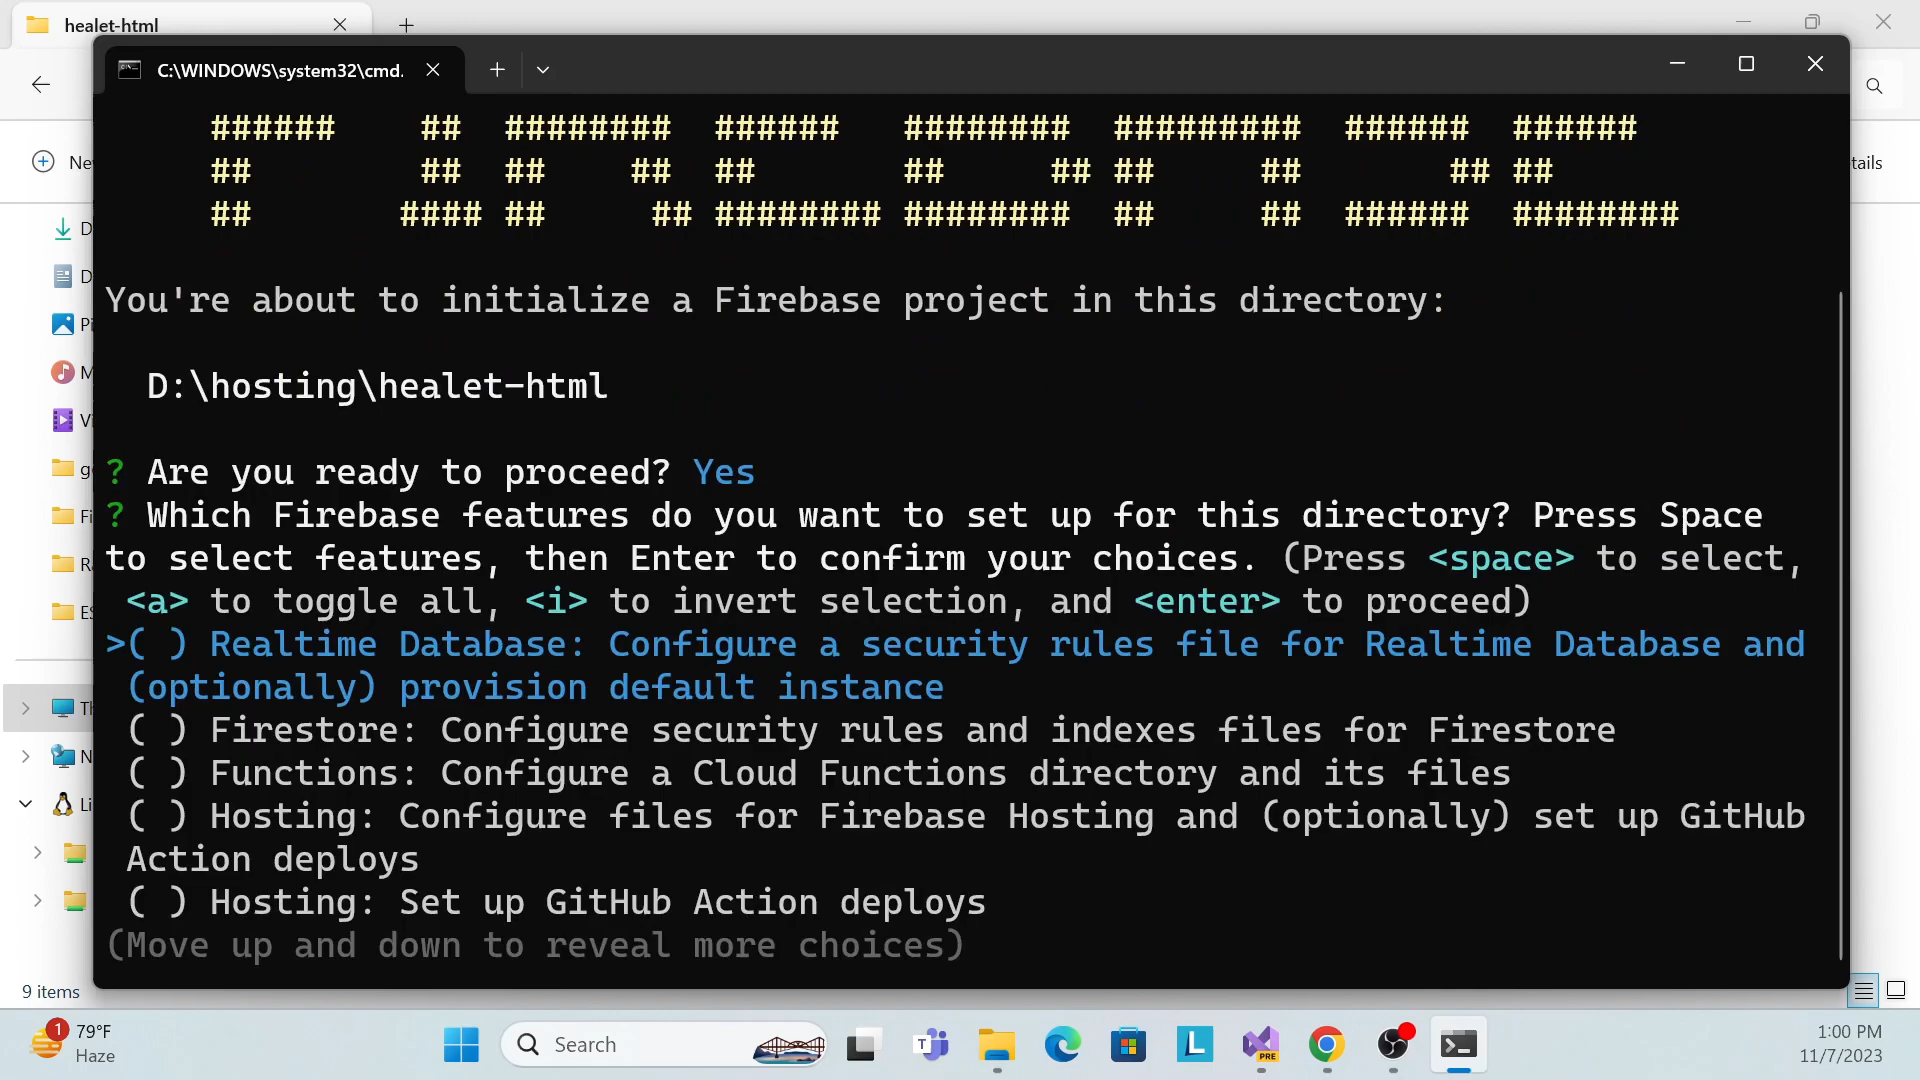 healet-html
C:\WINDOWS\system32\cmd.
###### ## ######## ###### ######## ######### ###### ######
## ## ## ## ## ## ## ## ## ## ##
## #### ## ## ######## ######## ## ## ###### ########
You're about to initialize a Firebase project in this directory:
D:\hosting\healet-html
? Are you ready to proceed? Yes
? Which Firebase features do you want to set up for this directory? Press Space
to select features, then Enter to confirm your choices. (Press <space> to select,
<a> to toggle all, <i> to invert selection, and <enter> to proceed)
>( ) Realtime Database: Configure a security rules file for Realtime Database and
(optionally) provision default instance
( ) Firestore: Configure security rules and indexes files for Firestore
( ) Functions: Configure a Cloud Functions directory and its files
( ) Hosting: Configure files for Firebase Hosting and (optionally) set up GitHub
Action deploys
( ) Hosting: Set up GitHub Action deploys
(Move up and down to reveal more choices)
9 items
1
79°F
Haze
Search
T
L
PRE
1:00 PM
11/7/2023